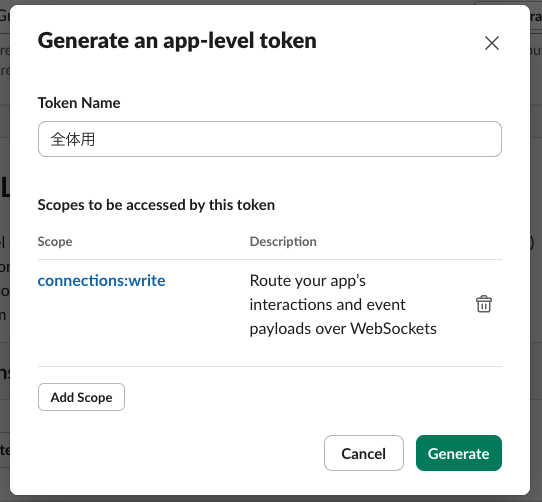 Generate an app-level token
Token Name
全体用
Scopes to be accessed by this token
Scope Description
connections:write Route your app's
interactions and event
payloads over WebSockets
Add Scope
Cancel Generate